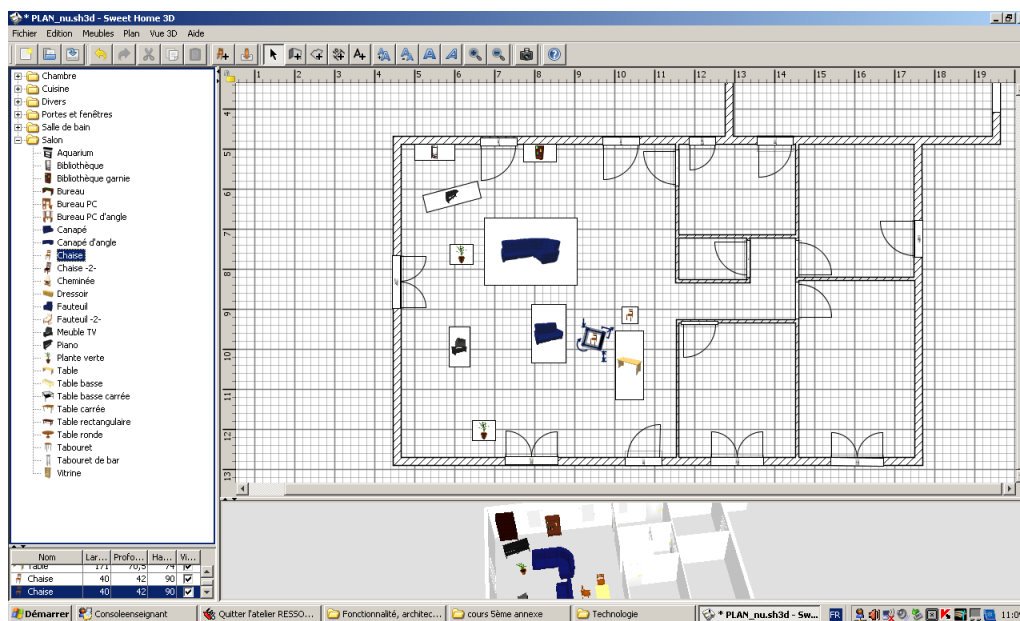 * PLAN_nu.sh3d - Sweet Home 3D
Fichier Edition Meubles Plan Vue 3D Aide
1 2 3 4 5 6 7 8 9 10 11 12 13 14 15 16 17 18 19
Chambre
Cuisine
Divers
Portes et fenêtres
Salle de bain
Salon
Aquarium
Bibliothèque
Bibliothèque garnie
Bureau
Bureau PC
Bureau PC d'angle
Canapé
Canapé d'angle
Chaise
Chaise -2-
Cheminée
Dressoir
Fauteuil
Fauteuil -2-
Meuble TV
Piano
Plante verte
Table
Table basse
Table basse carrée
Table carrée
Table rectangulaire
Table ronde
Tabouret
Tabouret de bar
Vitrine
4
5
6
7
8
9
10
11
12
13
Nom Lar... Profo... Ha... Vi...
Table 171 70,5 74
Chaise 40 42 90
Chaise 40 42 90
Démarrer Consoleenseignant Quitter l'atelier RESSO... Fonctionnalité, architec... cours 5ème annexe Technologie * PLAN_nu.sh3d - Sw... FR